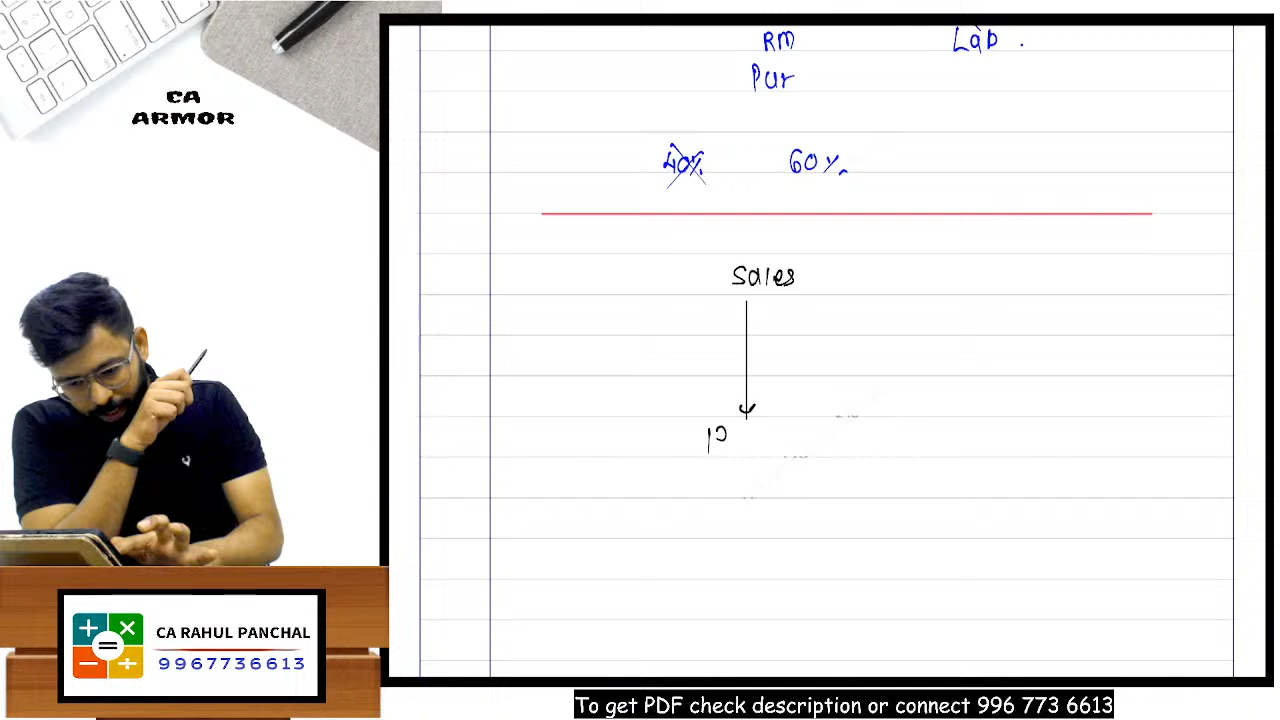 CA
ARMOR
RM Lab .
Pur
40% 60%
Sales
CA RAHUL PANCHAL
9967736613
To get PDF check description or connect 996 773 6613